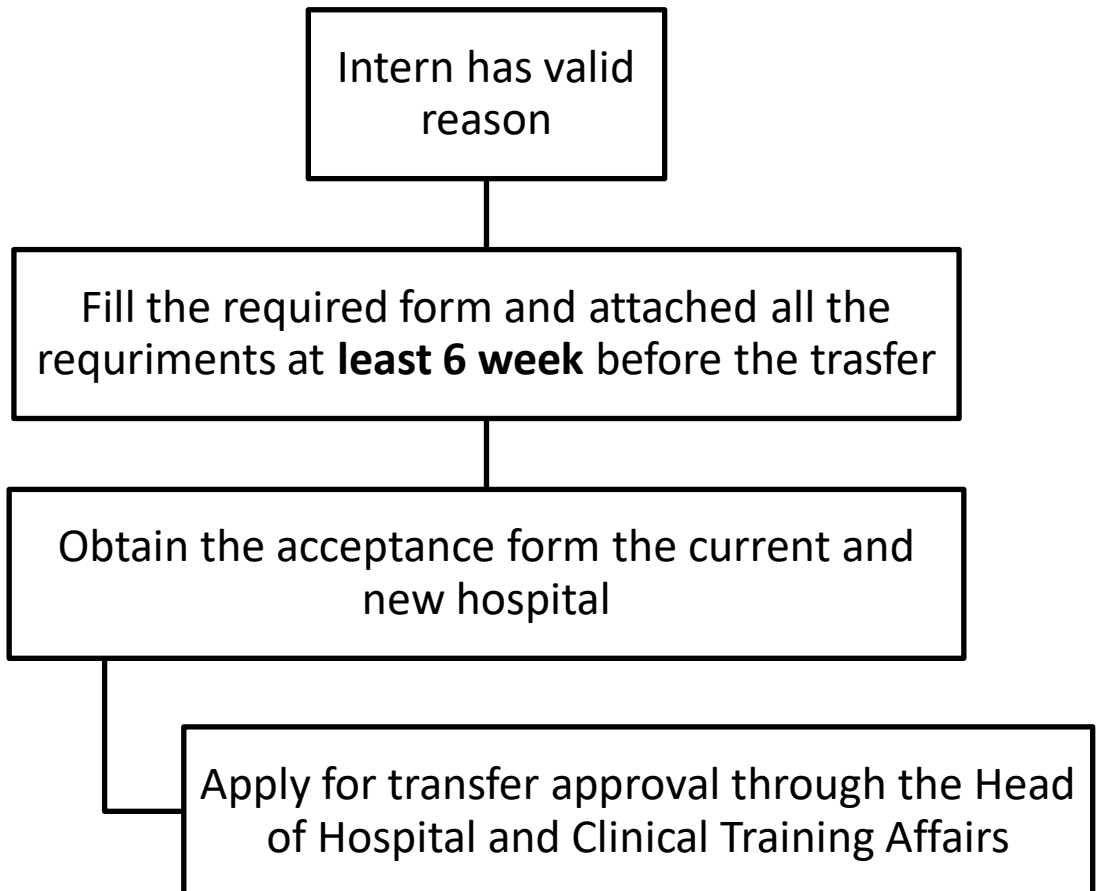 Intern has valid
reason
Fill the required form and attached all the
requriments at least 6 week before the trasfer
Obtain the acceptance form the current and
new hospital
Apply for transfer approval through the Head
of Hospital and Clinical Training Affairs